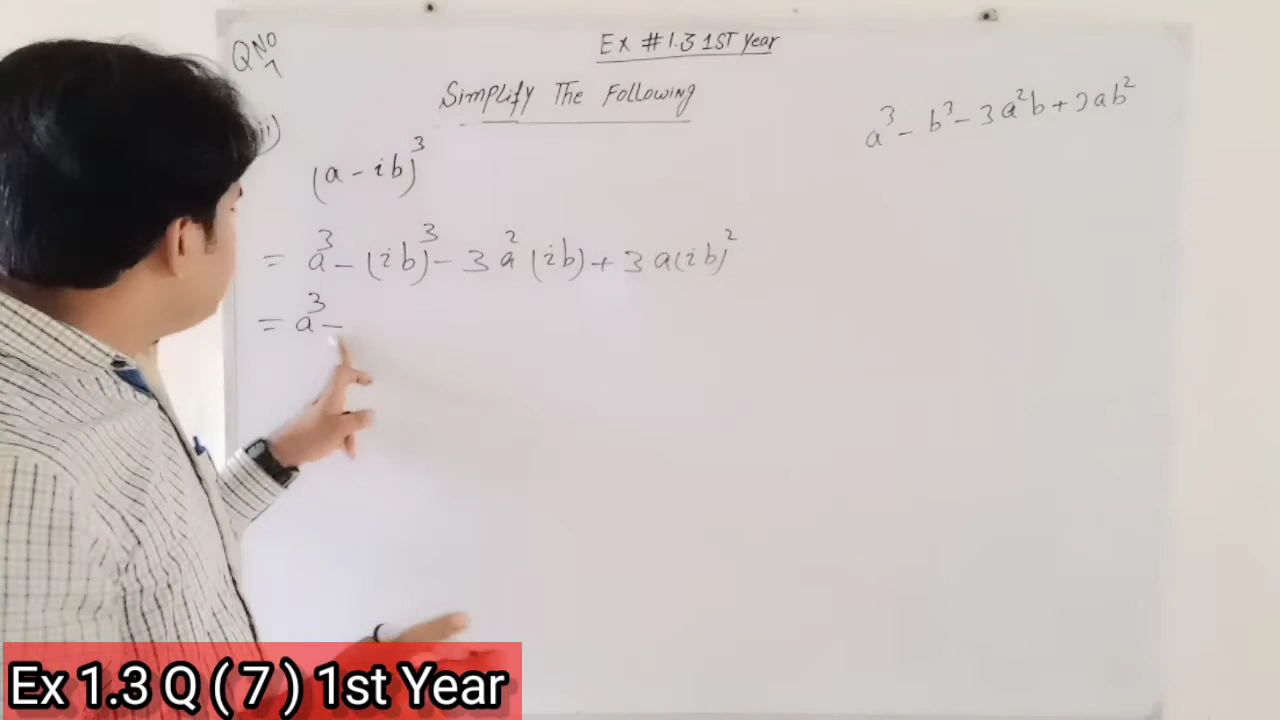 Ex # 1.3 1ST Year
Q NO 7
Simplify The Following
a³ - b³ - 3a²b + 3ab²
ii)
(a - ib)³
= a³ - (ib)³ - 3a²(ib) + 3a(ib)²
= a³ -
Ex 1.3 Q ( 7 ) 1st Year